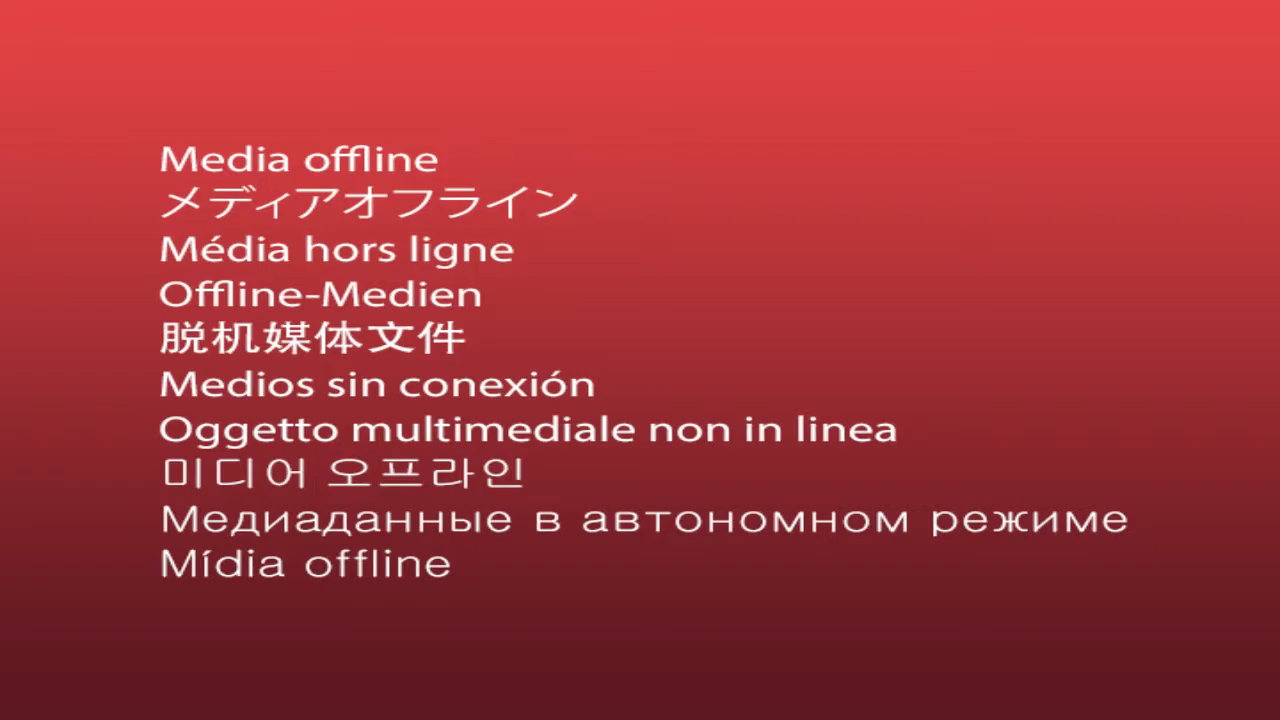 Media offline
メディアオフライン
Média hors ligne
Offline-Medien
脱机媒体文件
Medios sin conexión
Oggetto multimediale non in linea
미디어 오프라인
Медиаданные в автономном режиме
Mídia offline